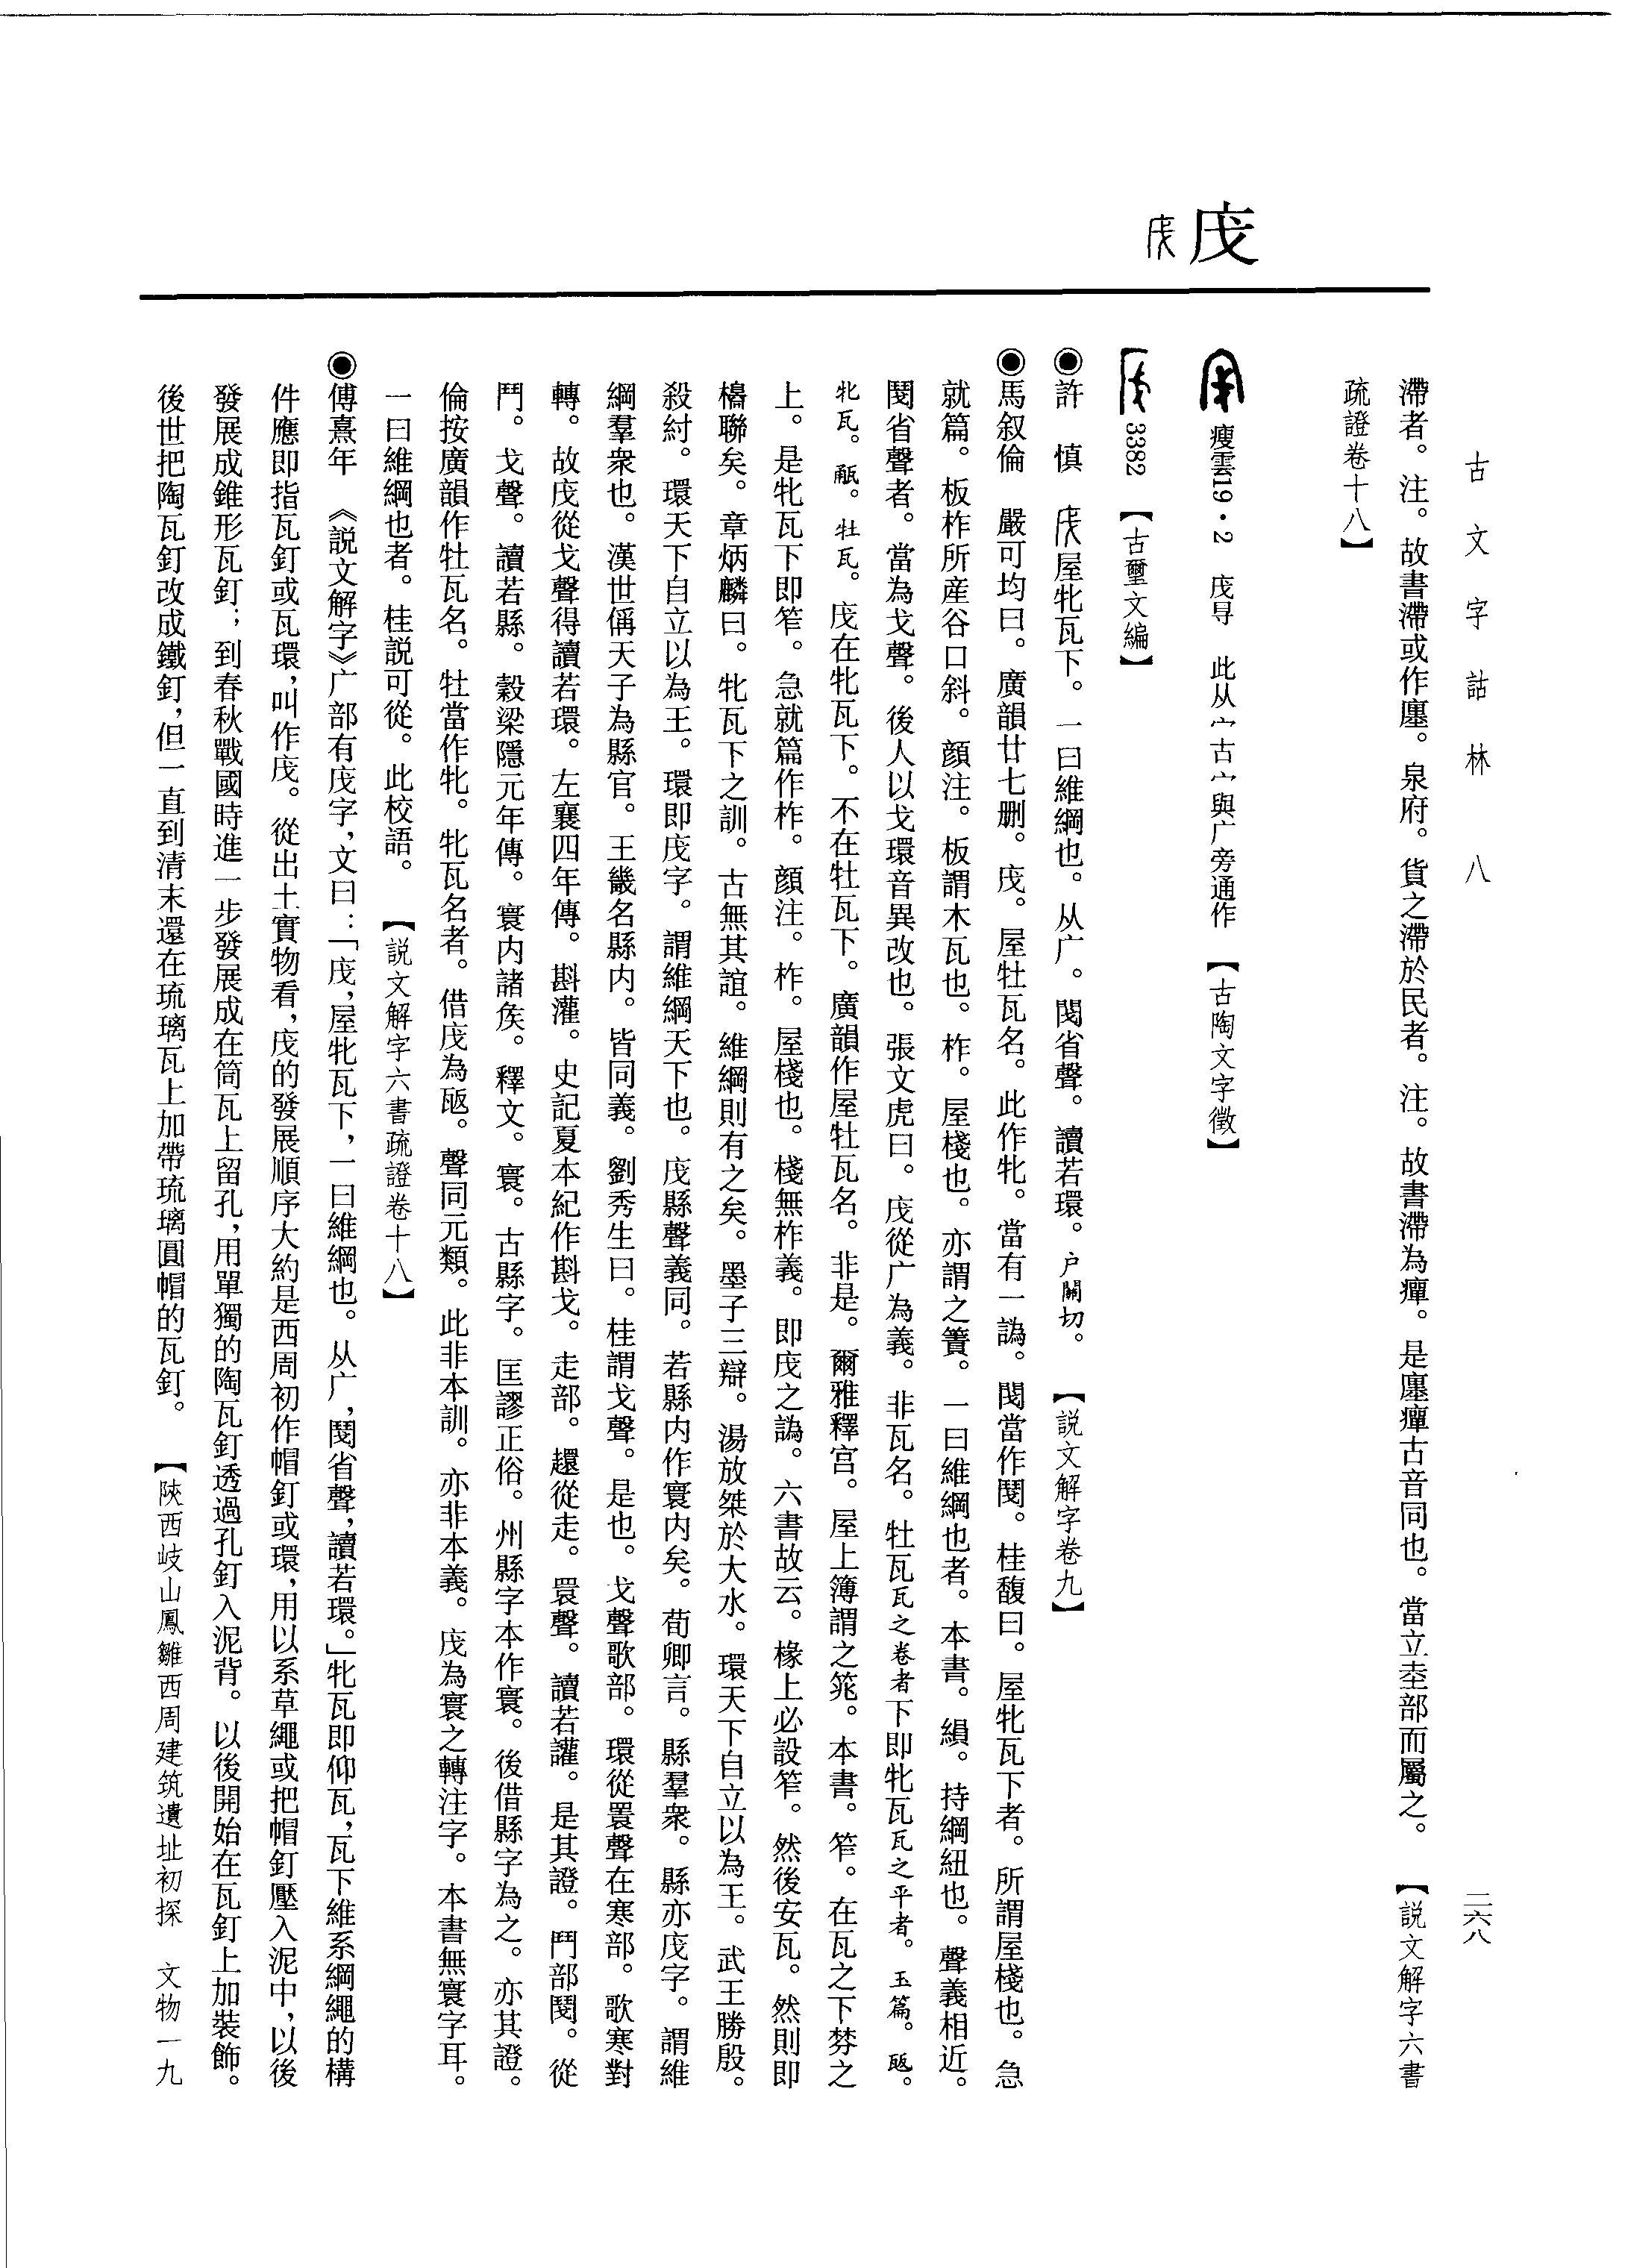 古文字詁林 八
二六八
滯者。注。故書滯或作廛。泉府。貨之滯於民者。注。故書滯為癉。是廛癉古音同也。當立坴部而屬之。 【説文解字六書
疏證卷十八】
庋
瘦雲19·2 庋㝵 此从宀古宀與广旁通作 【古陶文字徵】
3382 【古璽文編】
◉許 慎 屋牝瓦下。一曰維綱也。从广。閔省聲。讀若環。户關切。 【説文解字卷九】
◉馬叙倫 嚴可均曰。廣韻廿七删。㦿。屋牡瓦名。此作牝。當有一譌。閔當作䦕。桂馥曰。屋牝瓦下者。所謂屋棧也。急
就篇。板柞所産谷口斜。顔注。板謂木瓦也。柞。屋棧也。亦謂之簀。一曰維綱也者。本書。縜。持綱紐也。聲義相近。
䦕省聲者。當為戈聲。後人以戈環音異改也。張文虎曰。㦿從广為義。非瓦名。牡瓦瓦之卷者下即牝瓦瓦之平者。玉篇。㼝。
牝瓦。㼚。牡瓦。㦿在牝瓦下。不在牡瓦下。廣韻作屋牡瓦名。非是。爾雅釋宫。屋上簿謂之筄。本書。笮。在瓦之下棼之
上。是牝瓦下即笮。急就篇作柞。顔注。柞。屋棧也。棧無柞義。即㦿之譌。六書故云。椽上必設笮。然後安瓦。然則即
櫋聯矣。章炳麟曰。牝瓦下之訓。古無其誼。維綱則有之矣。墨子三辯。湯放桀於大水。環天下自立以為王。武王勝殷。
殺紂。環天下自立以為王。環即㦿字。謂維綱天下也。㦿縣聲義同。若縣内作寰内矣。荀卿言。縣羣衆。縣亦㦿字。謂維
綱羣衆也。漢世偁天子為縣官。王畿名縣内。皆同義。劉秀生曰。桂謂戈聲。是也。戈聲歌部。環從睘聲在寒部。歌寒對
轉。故㦿從戈聲得讀若環。左襄四年傳。斟灌。史記夏本紀作斟戈。走部。還從走。睘聲。讀若讙。是其證。鬥部䦕。從
鬥。戈聲。讀若縣。穀梁隱元年傳。寰内諸矦。釋文。寰。古縣字。匡謬正俗。州縣字本作寰。後借縣字為之。亦其證。
倫按廣韻作牡瓦名。牡當作牝。牝瓦名者。借㦿為㼝。聲同元類。此非本訓。亦非本義。㦿為寰之轉注字。本書無寰字耳。
一曰維綱也者。桂説可從。此校語。 【説文解字六書疏證卷十八】
◉傅熹年 《説文解字》广部有㦿字，文曰：「㦿，屋牝瓦下，一曰維綱也。从广，䦕省聲，讀若環。」牝瓦即仰瓦，瓦下維系綱繩的構
件應即指瓦釘或瓦環，叫作㦿。從出土實物看，㦿的發展順序大約是西周初作帽釘或環，用以系草繩或把帽釘壓入泥中，以後
發展成錐形瓦釘；到春秋戰國時進一步發展成在筒瓦上留孔，用單獨的陶瓦釘透過孔釘入泥背。以後開始在瓦釘上加裝飾。
後世把陶瓦釘改成鐵釘，但一直到清末還在琉璃瓦上加帶琉璃圓帽的瓦釘。 【陝西岐山鳳雛西周建筑遺址初探 文物一九